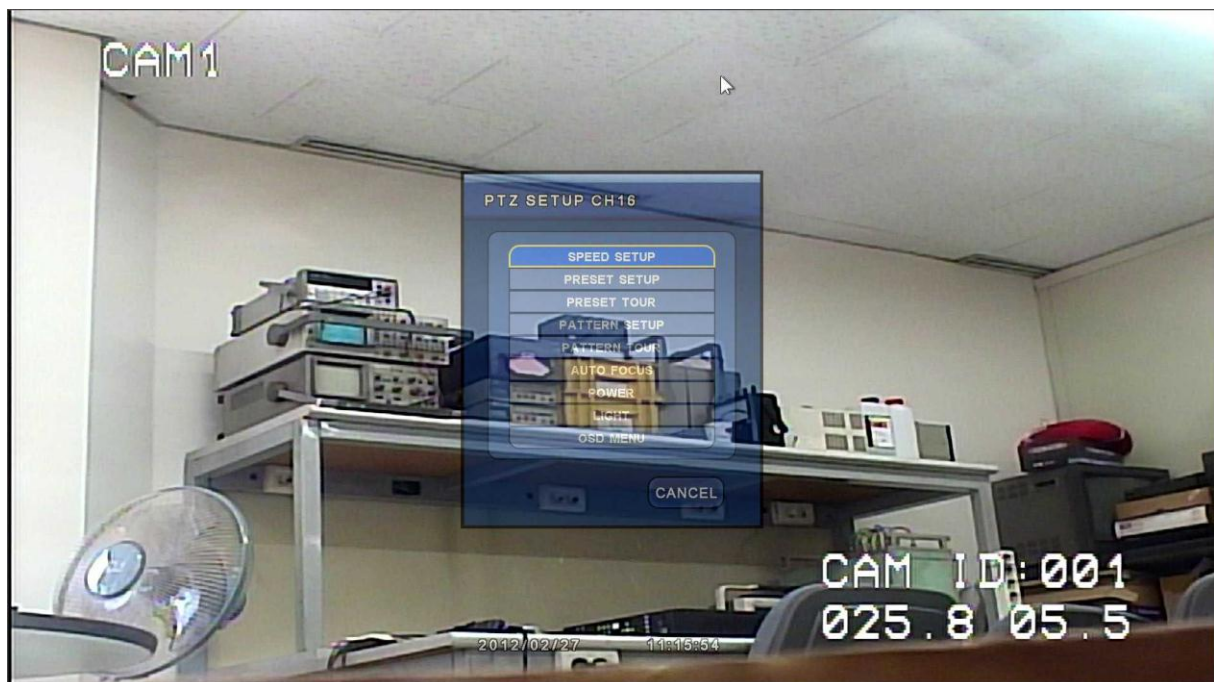 CAM1
PTZ SETUP CH16
SPEED SETUP
PRESET SETUP
PRESET TOUR
PATTERN SETUP
PATTERN TOUR
AUTO FOCUS
POWER
LIGHT
OSD MENU
CANCEL
CAM ID:001
025.8 05.5
2012/02/27 11:15:54